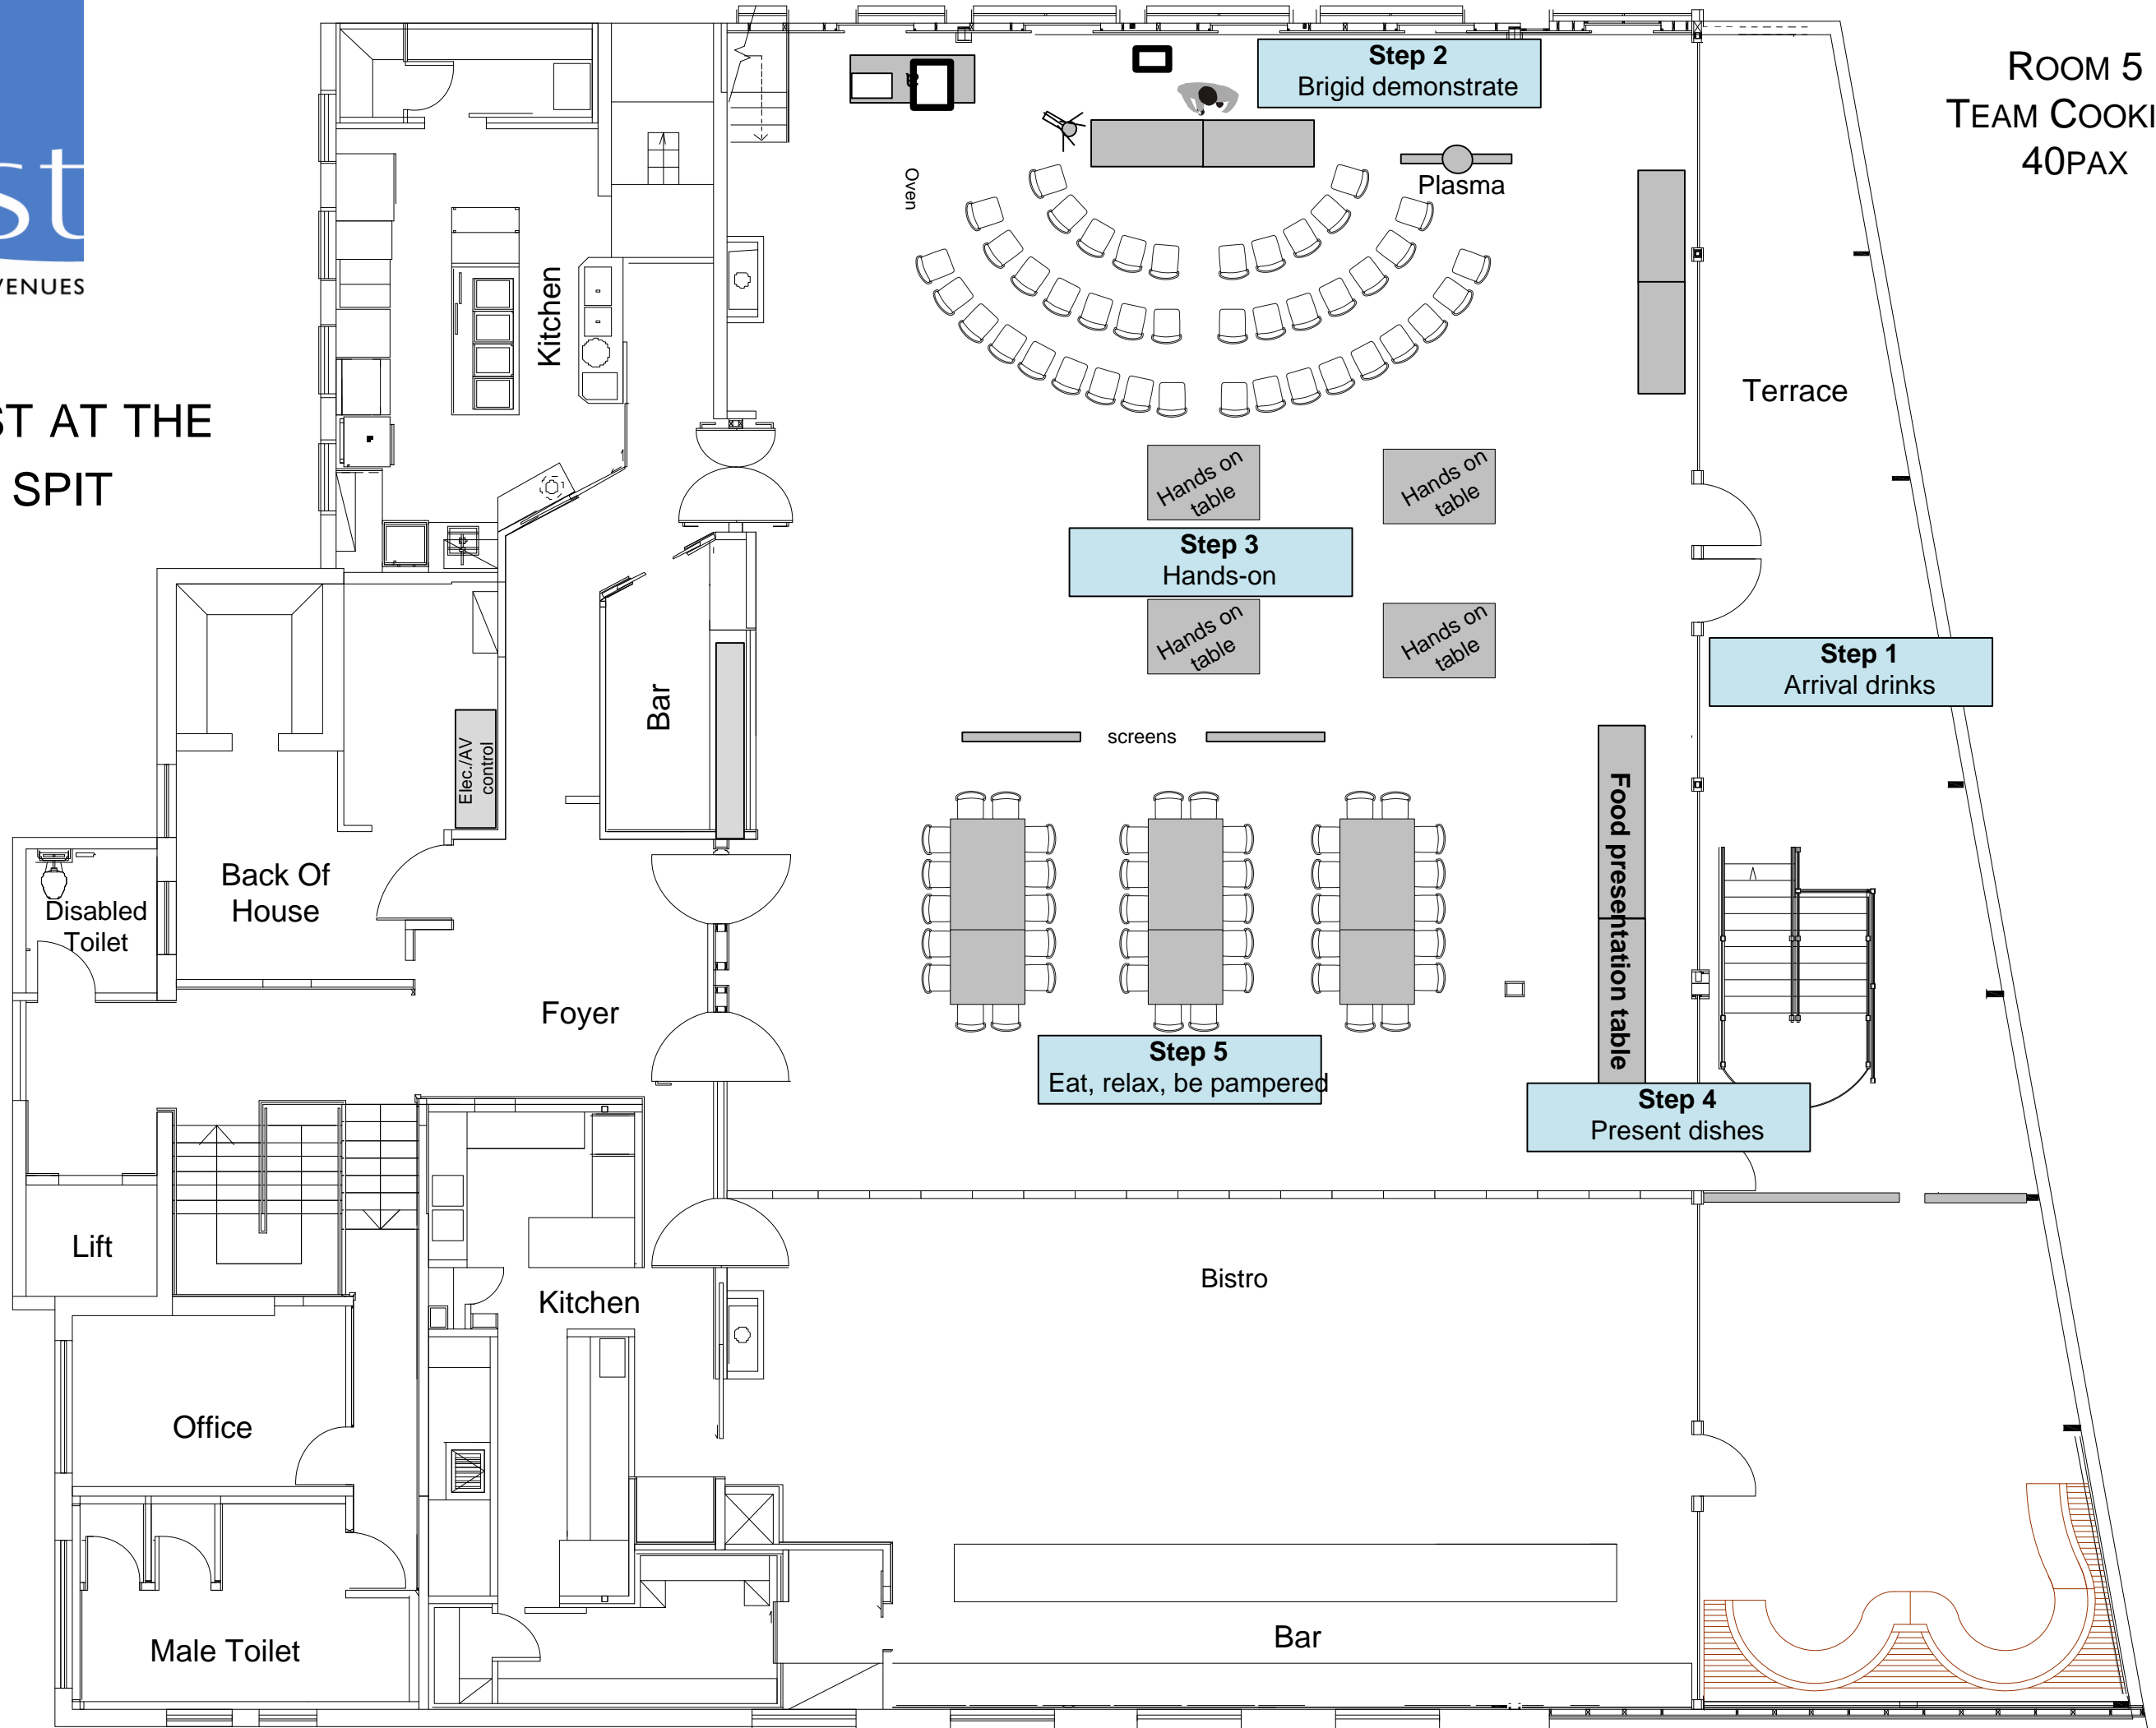 st
VENUES
ST AT THE
SPIT
ROOM 5
TEAM COOKI
40PAX
Step 2
Brigid demonstrate
Plasma
Oven
Kitchen
Terrace
Hands on
table
Hands on
table
Step 3
Hands-on
Hands on
table
Hands on
table
Step 1
Arrival drinks
Bar
screens
Elec./AV
control
Food presentation table
Back Of
House
Disabled
Toilet
Foyer
Step 5
Eat, relax, be pampered
Step 4
Present dishes
Lift
Kitchen
Bistro
Office
Male Toilet
Bar